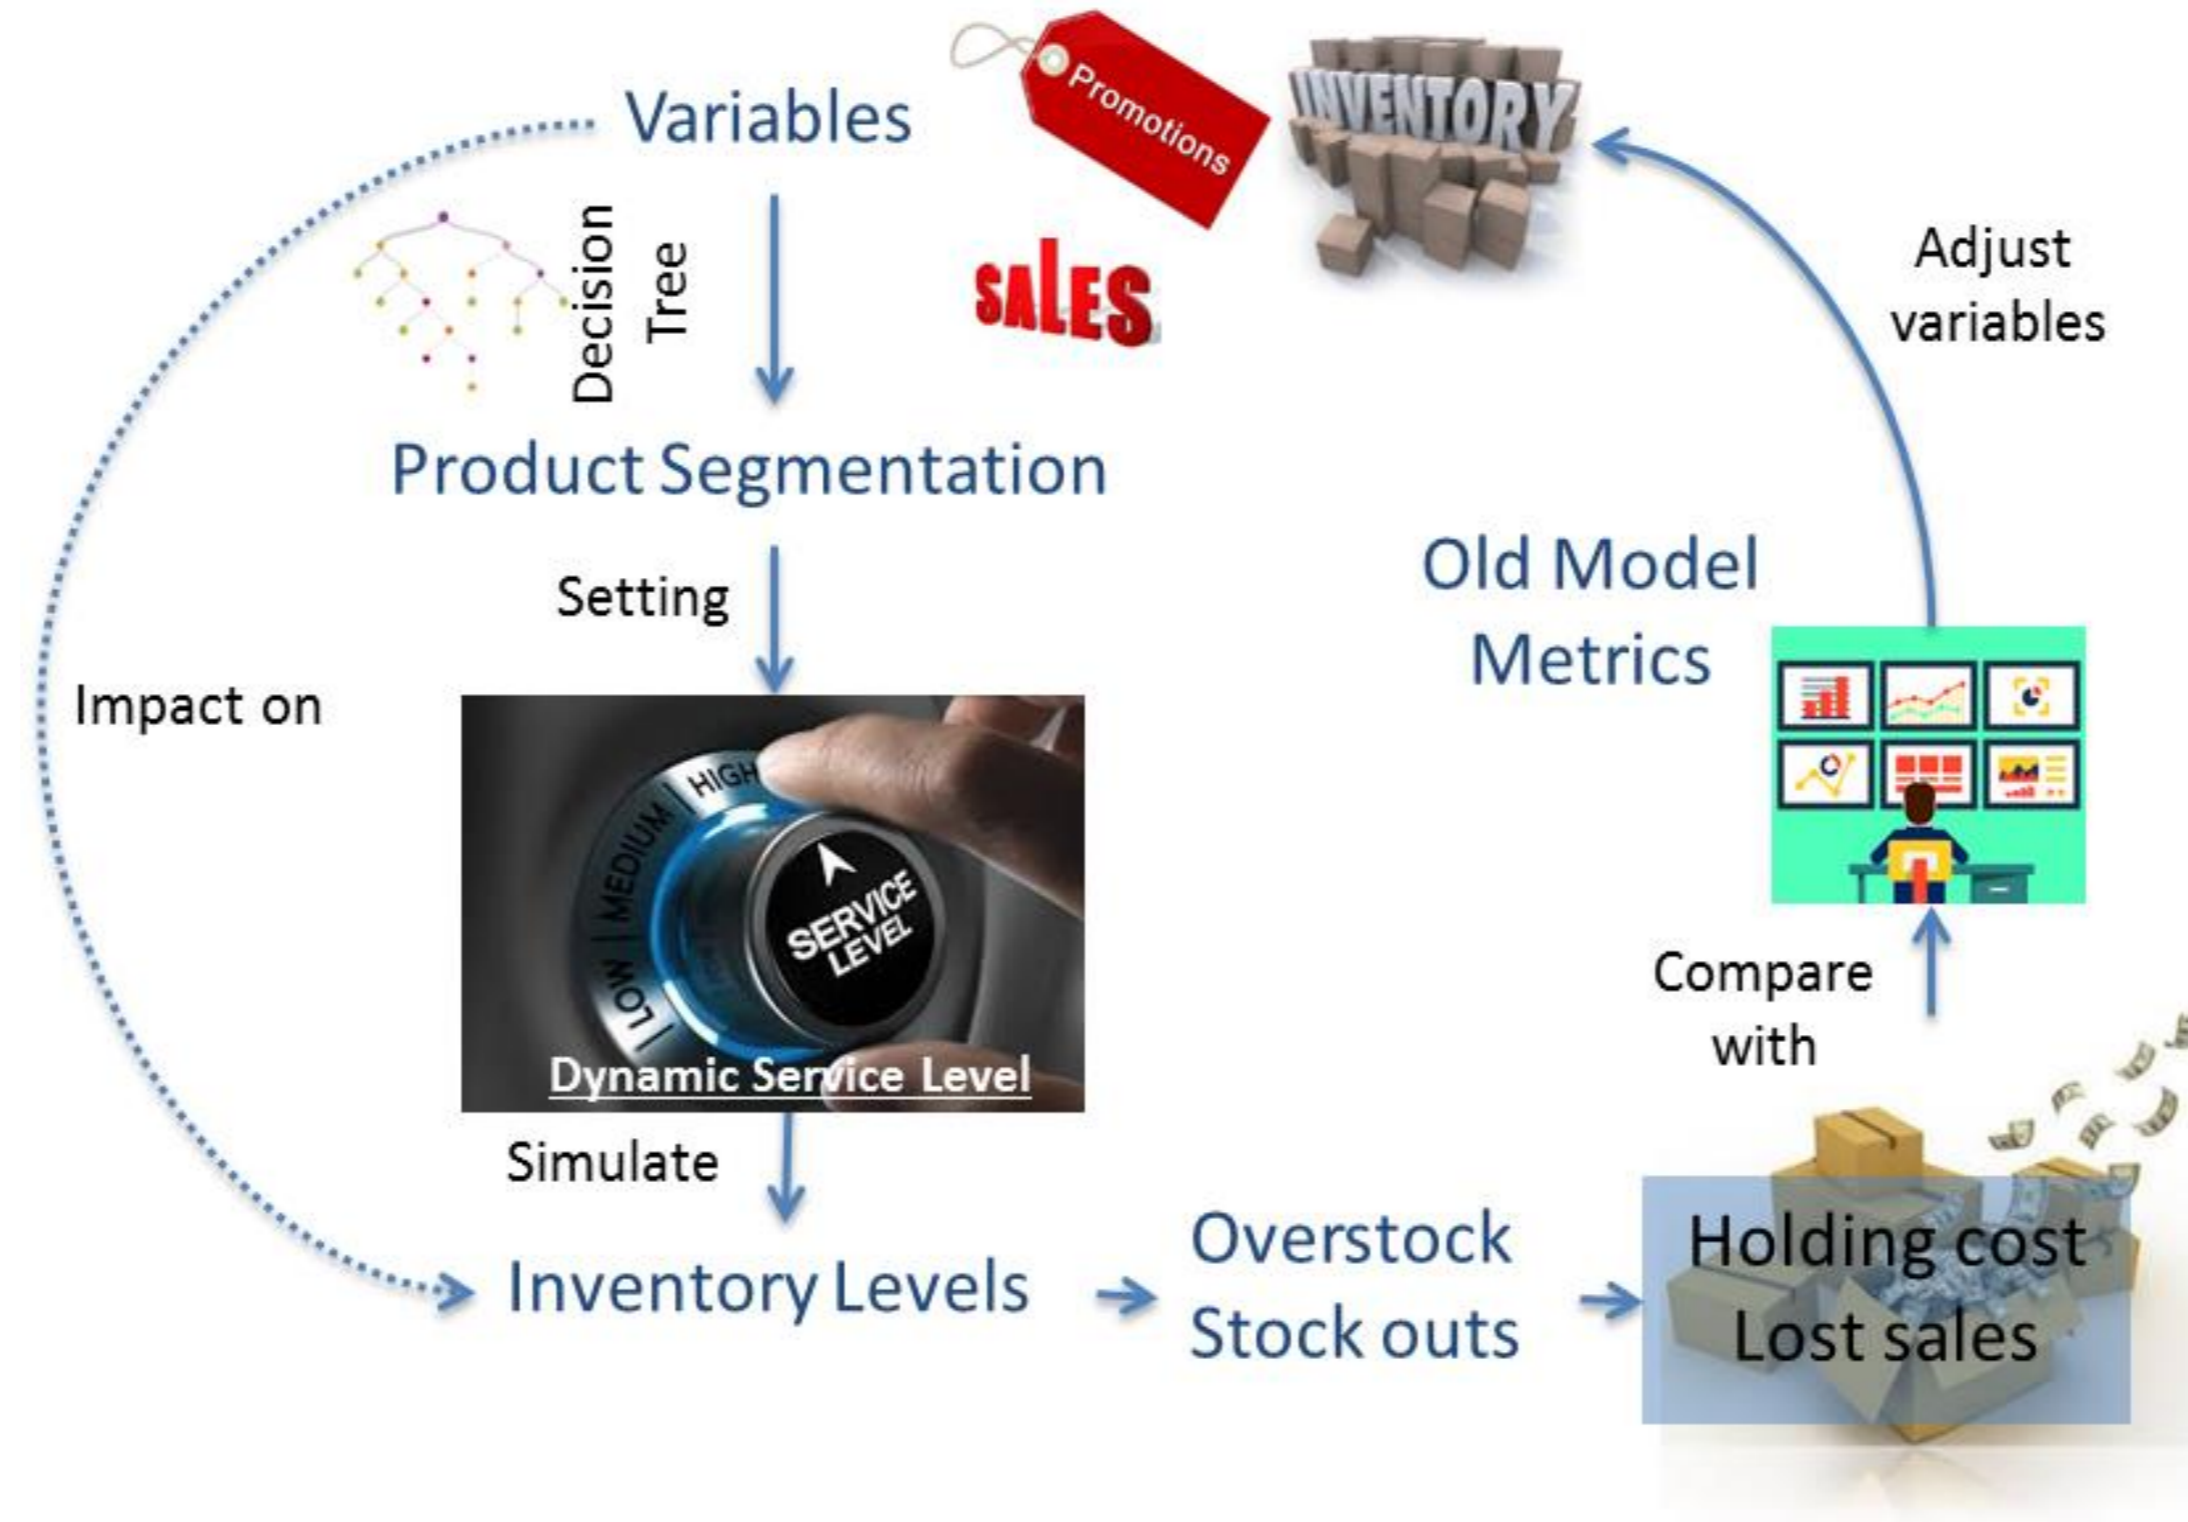 Variables
Promotions
INVENTORY
SALES
Decision
Tree
Adjust
variables
Product Segmentation
Setting
Old Model
Metrics
Impact on
LOW | MEDIUM | HIGH
SERVICE
LEVEL
Dynamic Service Level
Compare
with
Simulate
Inventory Levels
Overstock
Stock outs
Holding cost
Lost sales